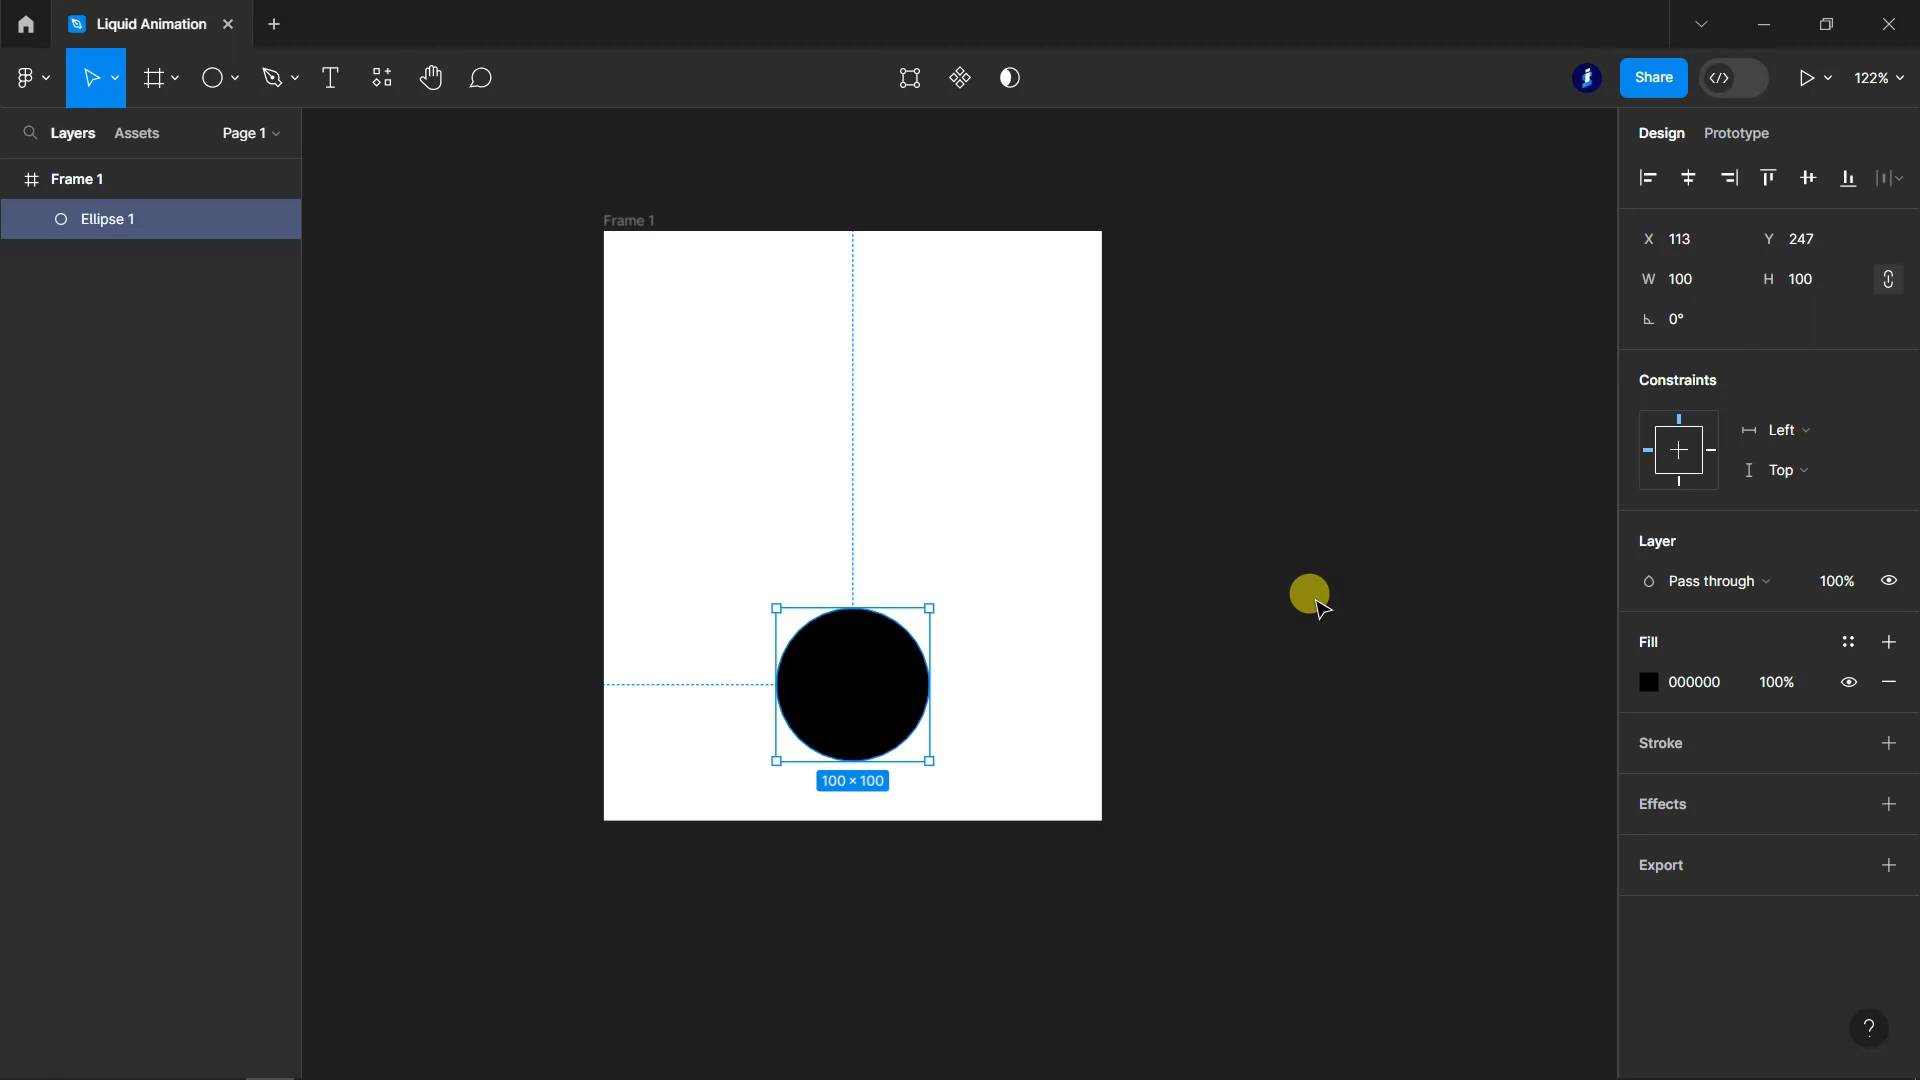 Liquid Animation
Share
122%
Layers
Assets
Page 1
Design
Prototype
Frame 1
Ellipse 1
Frame 1
100 × 100
X 113
Y 247
W 100
H 100
0°
Constraints
Left
Top
Layer
Pass through
100%
Fill
000000
100%
Stroke
Effects
Export
?